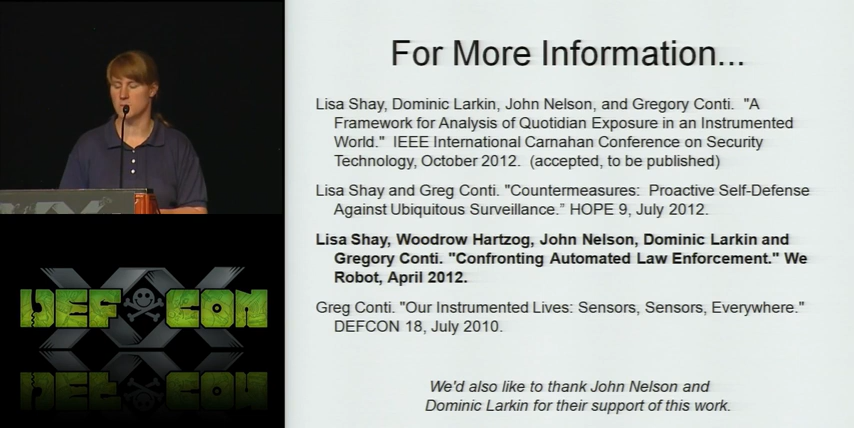 For More Information...
Lisa Shay, Dominic Larkin, John Nelson, and Gregory Conti. "A
Framework for Analysis of Quotidian Exposure in an Instrumented
World." IEEE International Carnahan Conference on Security
Technology, October 2012. (accepted, to be published)
Lisa Shay and Greg Conti. "Countermeasures: Proactive Self-Defense
Against Ubiquitous Surveillance." HOPE 9, July 2012.
Lisa Shay, Woodrow Hartzog, John Nelson, Dominic Larkin and
Gregory Conti. "Confronting Automated Law Enforcement." We
Robot, April 2012.
Greg Conti. "Our Instrumented Lives: Sensors, Sensors, Everywhere."
DEFCON 18, July 2010.
We'd also like to thank John Nelson and
Dominic Larkin for their support of this work.
XX
DEF CON